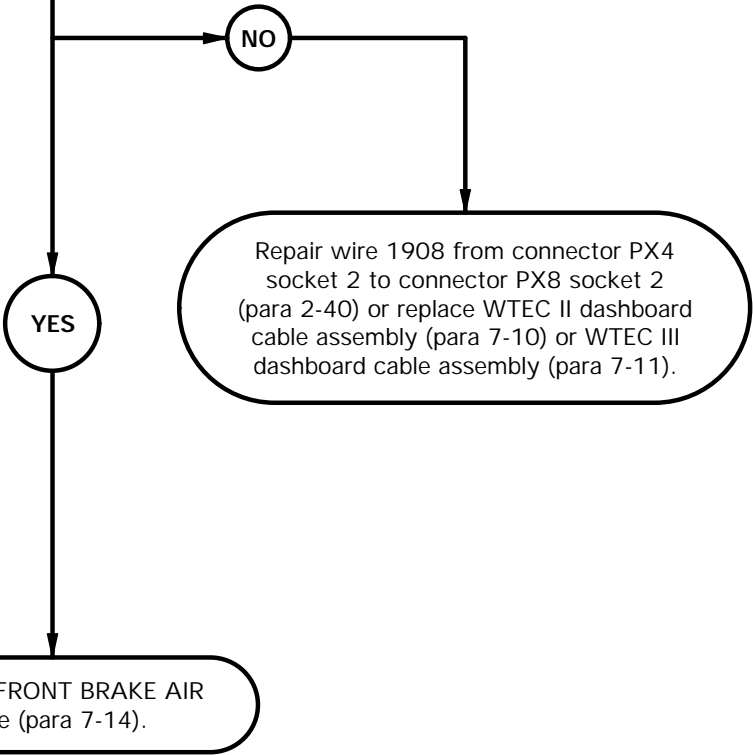 NO
Repair wire 1908 from connector PX4
socket 2 to connector PX8 socket 2
(para 2-40) or replace WTEC II dashboard
cable assembly (para 7-10) or WTEC III
dashboard cable assembly (para 7-11).
YES
FRONT BRAKE AIR
(para 7-14).